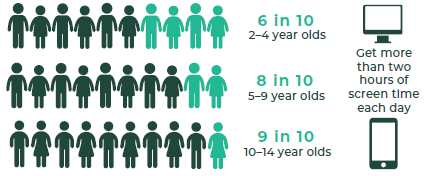 6 in 10
2–4 year olds
8 in 10
5–9 year olds
9 in 10
10–14 year olds
Get more
than two
hours of
screen time
each day